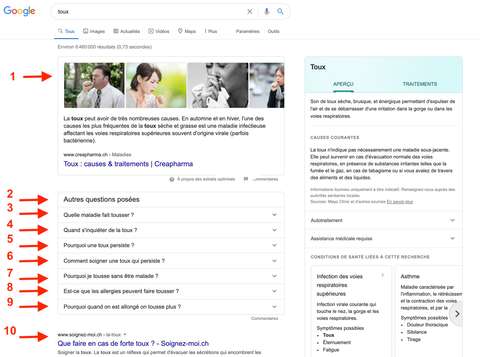 Google
toux
Tous Images Actualités Vidéos Maps Plus Paramètres Outils
Environ 6 460 000 résultats (0,73 secondes)
1
La toux peut avoir de très nombreuses causes. En automne et en hiver, l'une des
causes les plus fréquentes de la toux sèche et grasse est une maladie infectieuse
affectant les voies respiratoires supérieures souvent d'origine virale (parfois
bactérienne).
www.creapharma.ch › Maladies
Toux : causes & traitements | Creapharma
À propos des extraits optimisés Commentaires
2 Autres questions posées
3 Quelle maladie fait tousser ?
4 Quand s'inquiéter de la toux ?
5 Pourquoi une toux persiste ?
6 Comment soigner une toux qui persiste ?
7 Pourquoi je tousse sans être malade ?
8 Est-ce que les allergies peuvent faire tousser ?
9 Pourquoi quand on est allongé on tousse plus ?
Commentaires
10 www.soignez-moi.ch › la-toux
Que faire en cas de forte toux ? - Soignez-moi.ch
Soigner la toux. La toux est un réflexe qui permet d'évacuer les sécrétions qui encombrent les
Toux
APERÇU TRAITEMENTS
Son de toux sèche, brusque, et énergique permettant d'expulser de
l'air et de se débarrasser d'une irritation dans la gorge ou dans les
voies respiratoires.
CAUSES COURANTES
La toux n'indique pas nécessairement une maladie sous-jacente.
Elle peut survenir en cas d'évacuation normale des voies
respiratoires, en présence de substances irritantes telles que la
fumée et le gaz, en cas de tabagisme ou si vous avalez de travers
des aliments et des liquides.
Informations fournies uniquement à titre indicatif. Renseignez-vous auprès des
autorités sanitaires locales.
Sources: Mayo Clinic et d'autres sources. En savoir plus
Autotraitement
Assistance médicale requise
CONDITIONS DE SANTÉ LIÉES À CETTE RECHERCHE
Infection des voies
respiratoires
supérieures
Infection virale courante qui
touche le nez, la gorge et les
voies respiratoires.
Symptômes possibles
• Toux
• Éternuement
• Fatigue
Asthme
Maladie caractérisée par
l'inflammation, le rétrécissement
et la contraction des voies
respiratoires, et par la
Symptômes possibles
• Douleur thoracique
• Sibilance
• Tirage